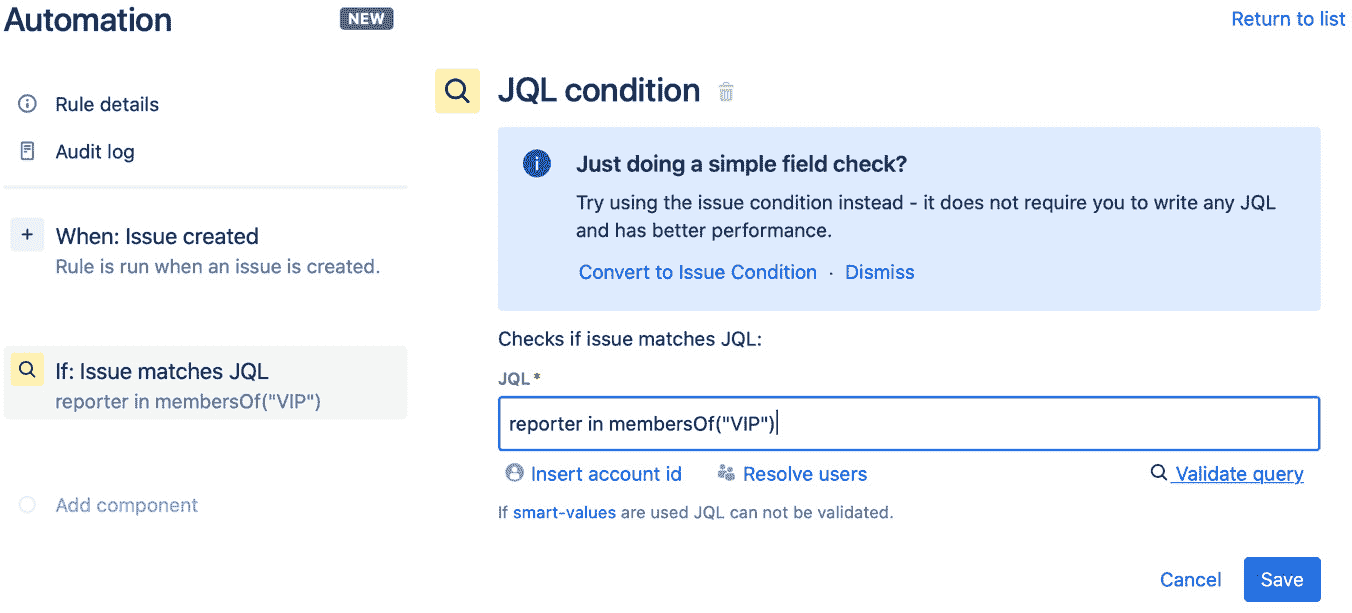 Automation
NEW
Return to list
Rule details
Audit log
When: Issue created
Rule is run when an issue is created.
If: Issue matches JQL
reporter in membersOf("VIP")
Add component
JQL condition
Just doing a simple field check?
Try using the issue condition instead - it does not require you to write any JQL
and has better performance.
Convert to Issue Condition · Dismiss
Checks if issue matches JQL:
JQL*
reporter in membersOf("VIP")
Insert account id
Resolve users
Validate query
If smart-values are used JQL can not be validated.
Cancel
Save